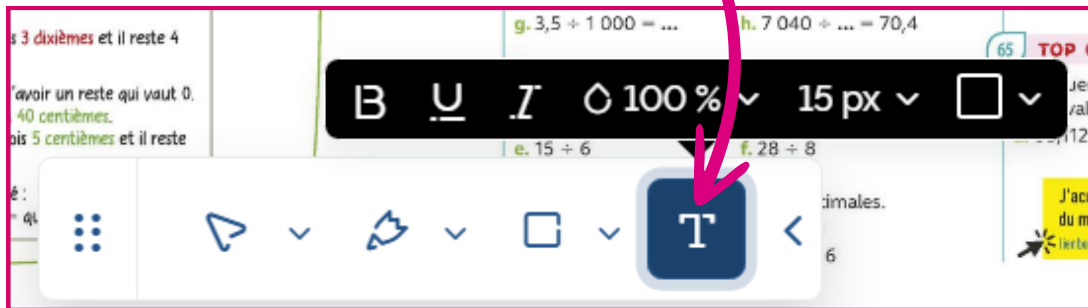 g. 3,5 ÷ 1 000 = ...
h. 7 040 ÷ ... = 70,4
3 dixièmes et il reste 4
65 TOP
'avoir un reste qui vaut 0.
40 centièmes.
5 centièmes et il reste
B U I 100 % 15 px
e. 15 ÷ 6
f. 28 ÷ 8
T
imales.
6
J'ac
du m